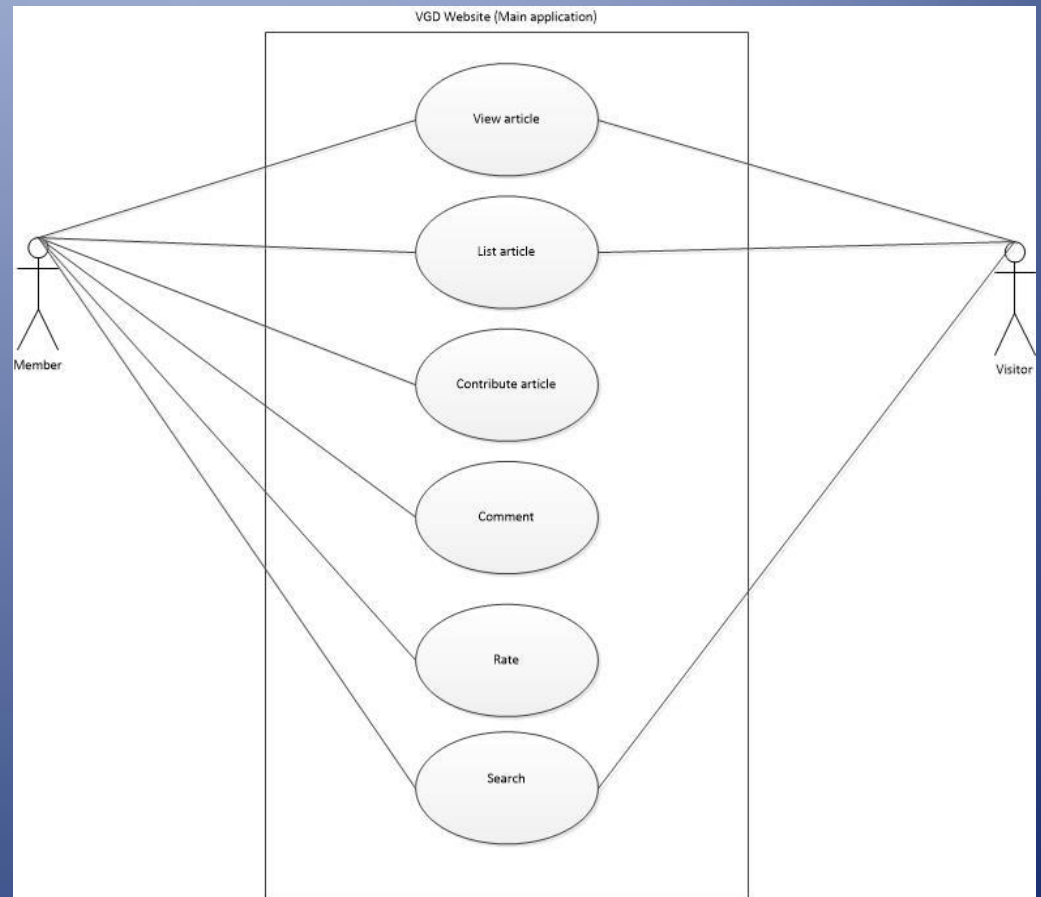 VGD Website (Main application)
View article
List article
Member
Visitor
Contribute article
Comment
Rate
Search